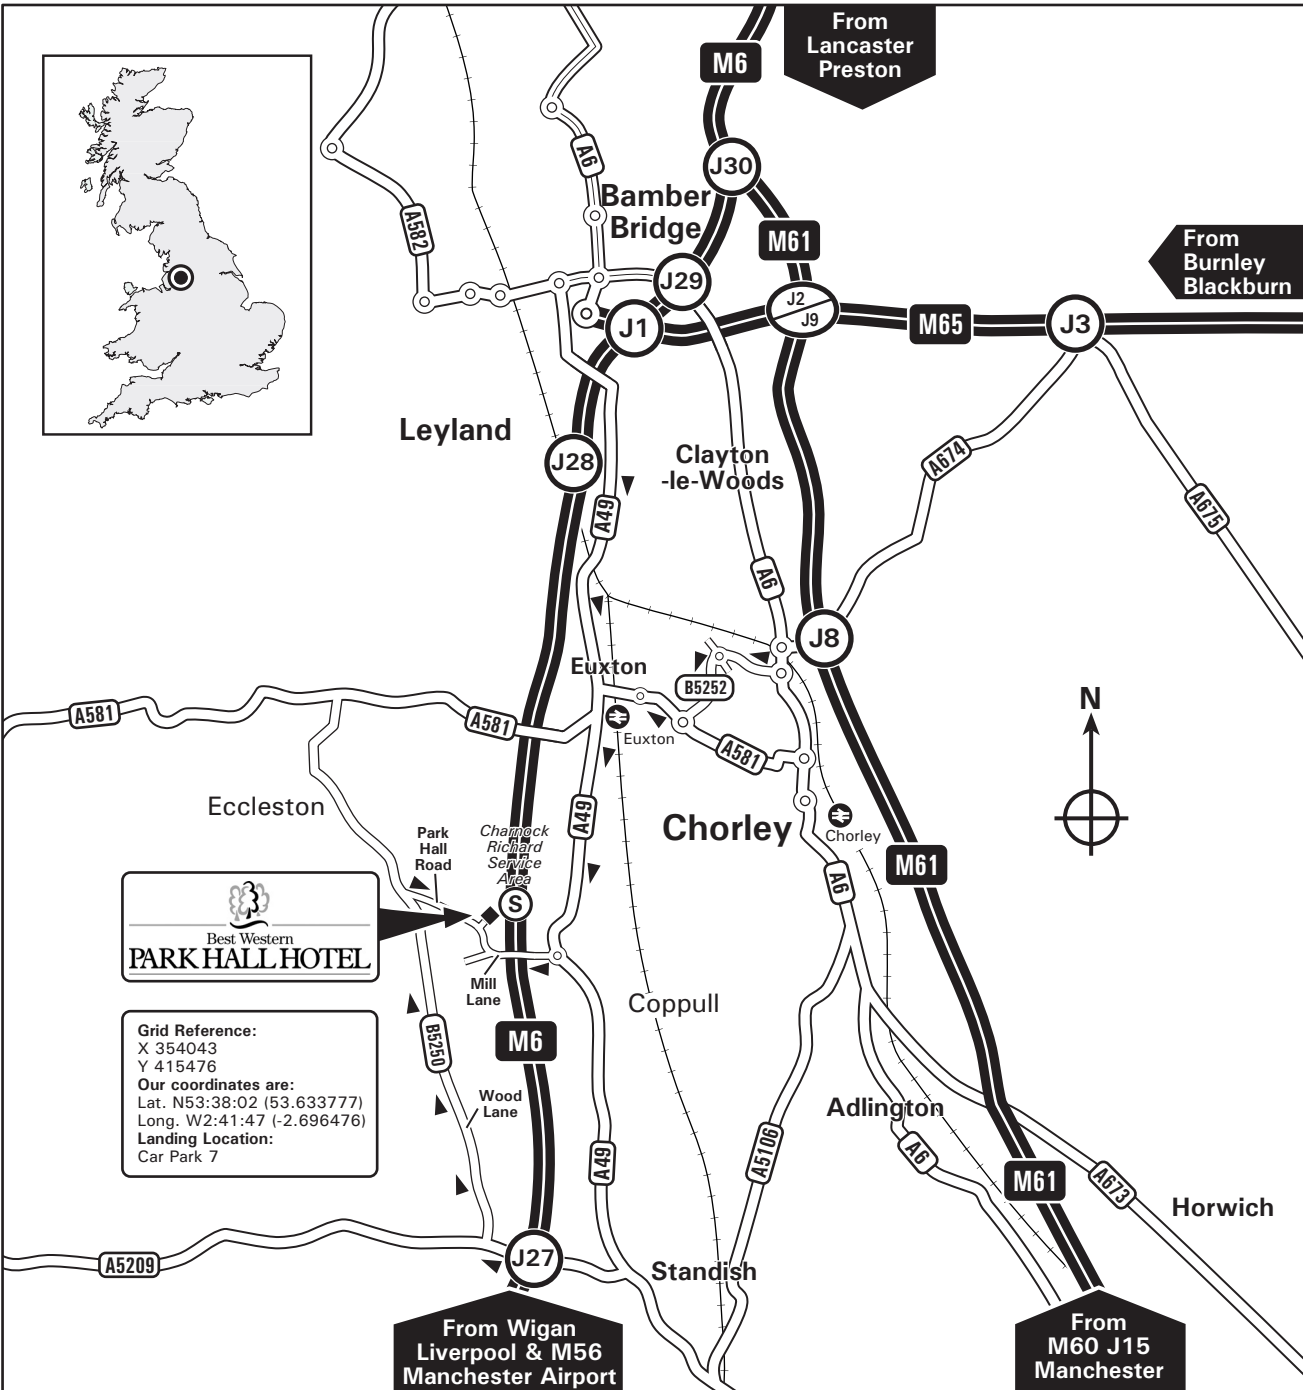 From
Lancaster
Preston
M6
A6
J30
Bamber
Bridge
A582
M61
From
Burnley
Blackburn
J29
J2
J9
J1
M65
J3
Leyland
J28
Clayton
-le-Woods
A674
A49
A675
A6
J8
Euxton
B5252
A581
A581
Euxton
A581
N
Eccleston
Park
Hall
Road
Charnock
Richard
Service
Area
A49
Chorley
Chorley
M61
A6
S
Best Western
PARK HALL HOTEL
Mill
Lane
Coppull
Grid Reference:
X 354043
Y 415476
Our coordinates are:
Lat. N53:38:02 (53.633777)
Long. W2:41:47 (-2.696476)
Landing Location:
Car Park 7
B5250
M6
Wood
Lane
Adlington
A49
A5106
A6
M61
A673
Horwich
A5209
J27
Standish
From Wigan
Liverpool & M56
Manchester Airport
From
M60 J15
Manchester